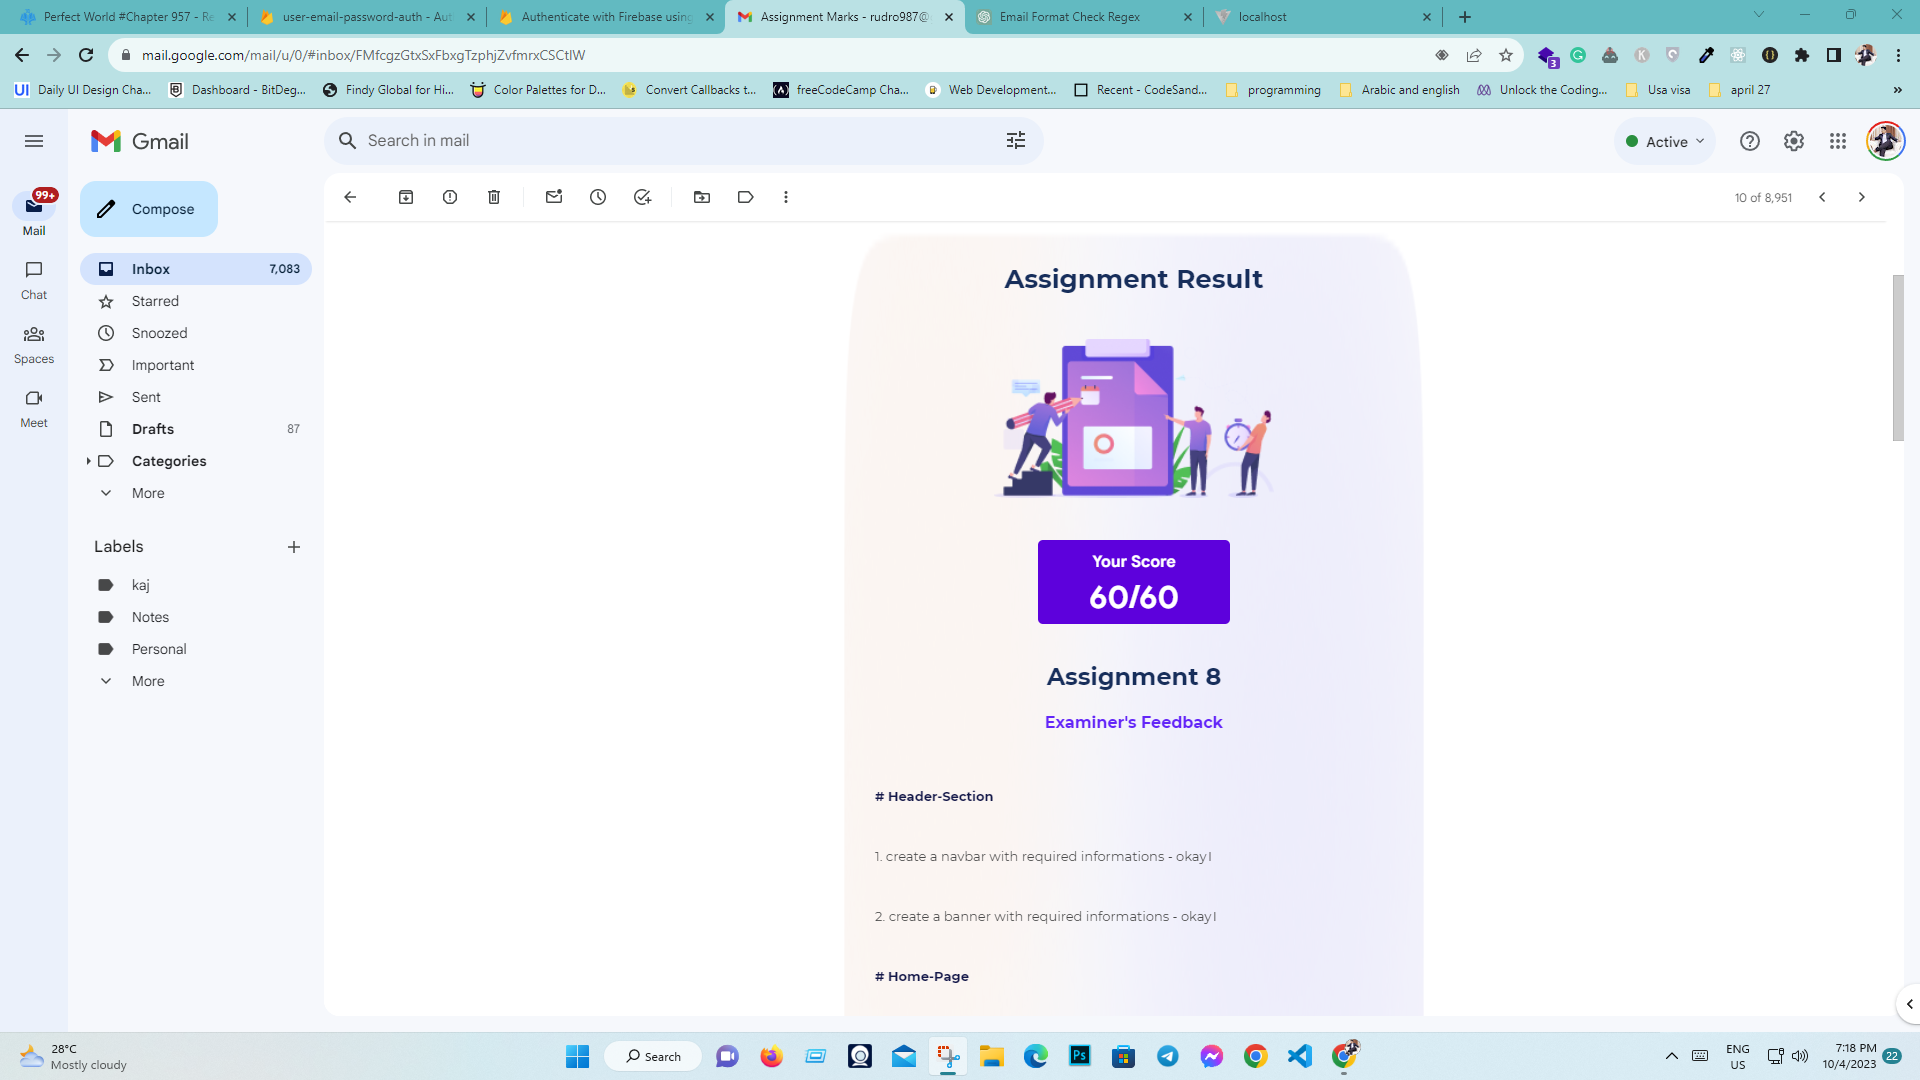 Perfect World #Chapter 957 - Re
user-email-password-auth - Aut
Authenticate with Firebase using
Assignment Marks - rudro987@
Email Format Check Regex
localhost
mail.google.com/mail/u/0/#inbox/FMfcgzGtxSxFbxgTzphjZvfmrxCSCtlW
3
UI Daily UI Design Cha...
Dashboard - BitDeg...
Findy Global for Hi...
Color Palettes for D...
Convert Callbacks t...
freeCodeCamp Cha...
Web Development...
Recent - CodeSand...
programming
Arabic and english
Unlock the Coding...
Usa visa
april 27
»
Gmail
Search in mail
Active
99+
Mail
Chat
Spaces
Meet
Compose
Inbox 7,083
Starred
Snoozed
Important
Sent
Drafts 87
Categories
More
Labels
kaj
Notes
Personal
More
10 of 8,951
Assignment Result
Your Score
60/60
Assignment 8
Examiner's Feedback
# Header-Section
1. create a navbar with required informations - okay|
2. create a banner with required informations - okay|
# Home-Page
28°C
Mostly cloudy
Search
Ps
ENG
US
7:18 PM
10/4/2023
22